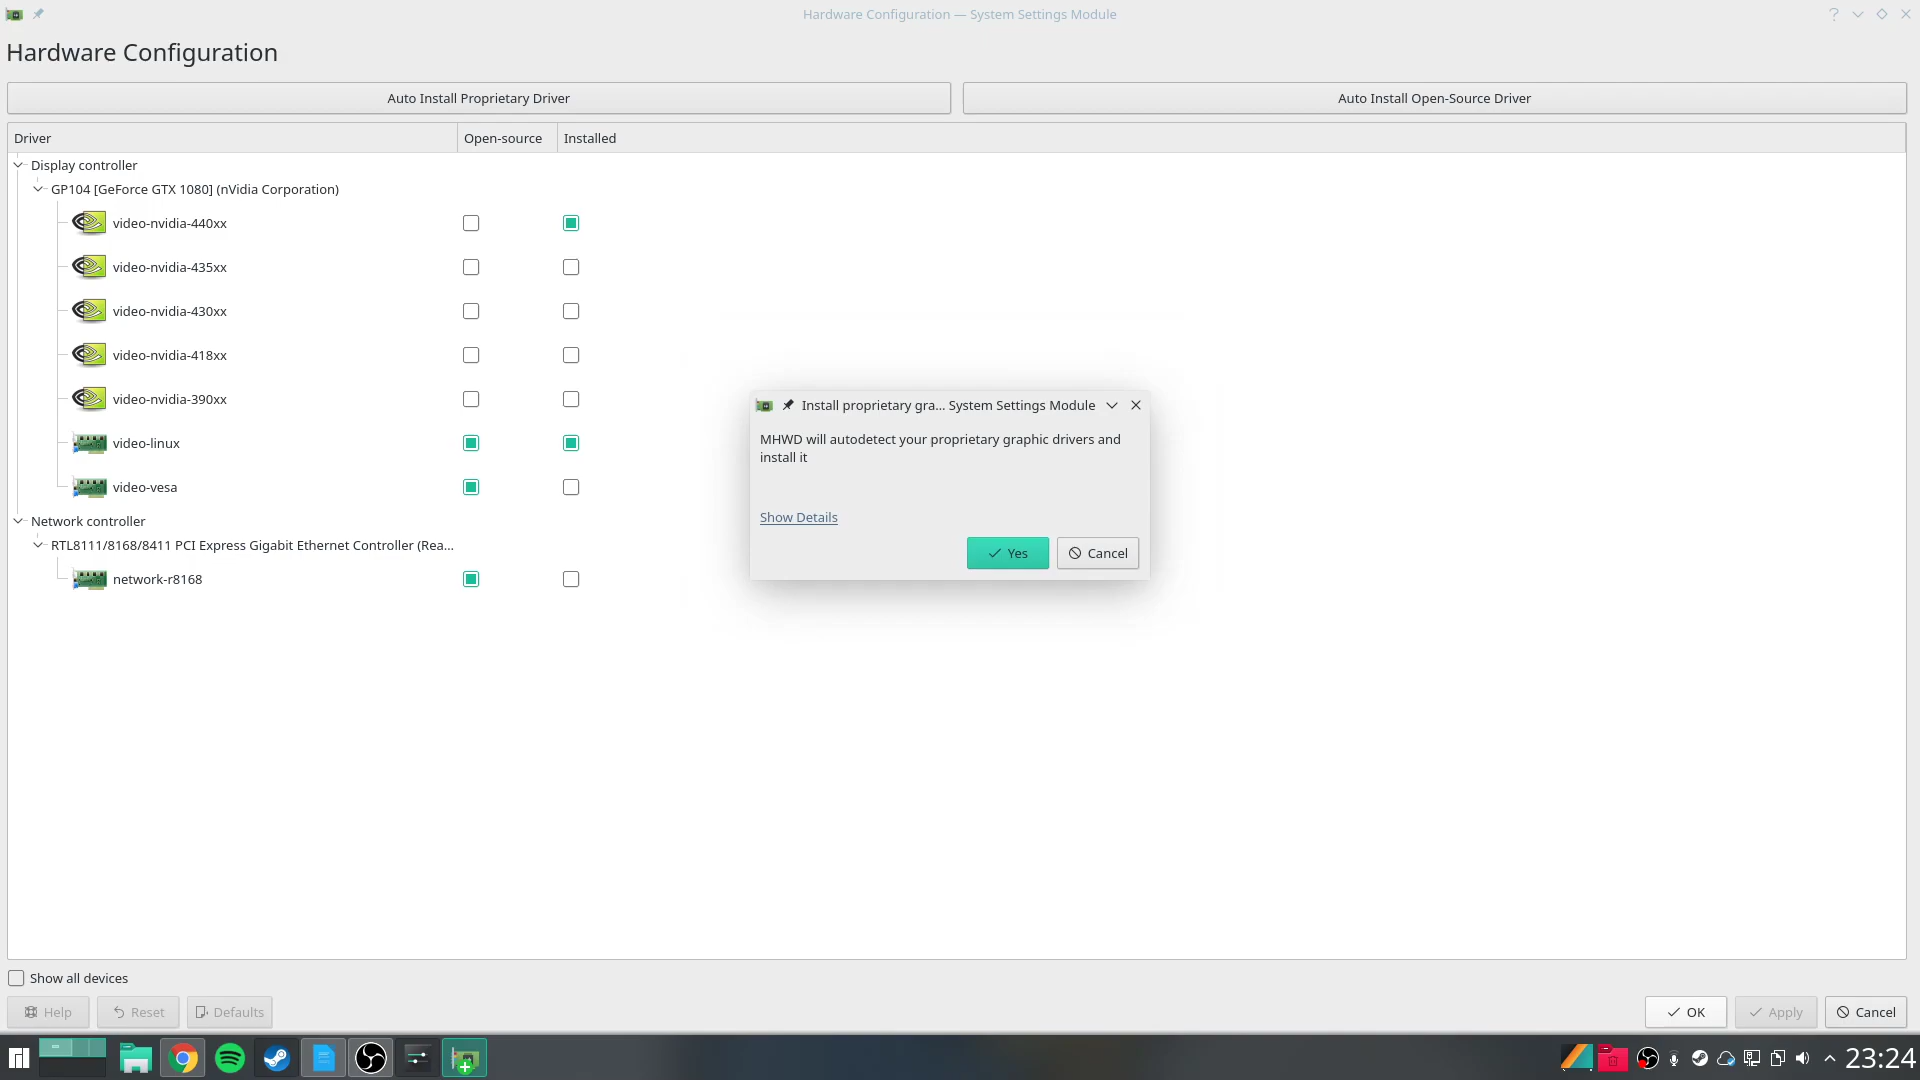 Hardware Configuration — System Settings Module
Hardware Configuration
Auto Install Proprietary Driver
Auto Install Open-Source Driver
Driver
Open-source
Installed
Display controller
GP104 [GeForce GTX 1080] (nVidia Corporation)
video-nvidia-440xx
video-nvidia-435xx
video-nvidia-430xx
video-nvidia-418xx
video-nvidia-390xx
video-linux
video-vesa
Network controller
RTL8111/8168/8411 PCI Express Gigabit Ethernet Controller (Rea...
network-r8168
Install proprietary gra... System Settings Module
MHWD will autodetect your proprietary graphic drivers and
install it
Show Details
Yes
Cancel
Show all devices
Help
Reset
Defaults
OK
Apply
Cancel
23:24